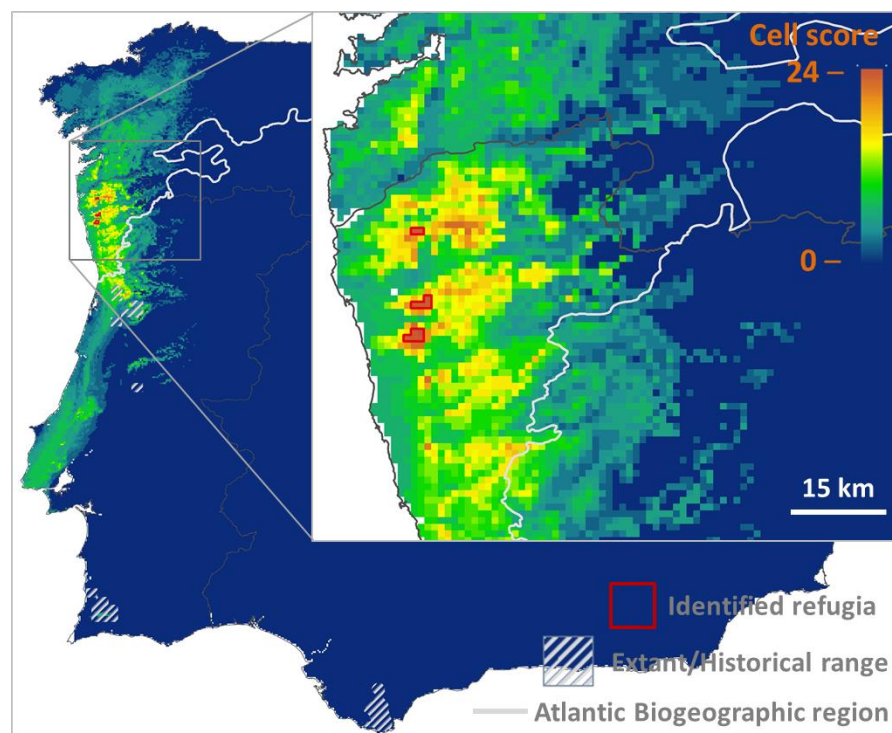 Cell score
24 –
0 –
15 km
Identified refugia
Extant/Historical range
Atlantic Biogeographic region